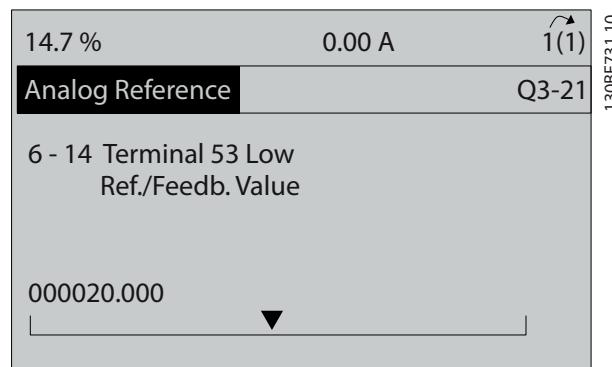 14.7 % 0.00 A 1(1)
Analog Reference Q3-21
6 - 14 Terminal 53 Low
Ref./Feedb. Value
000020.000
130BF731.10